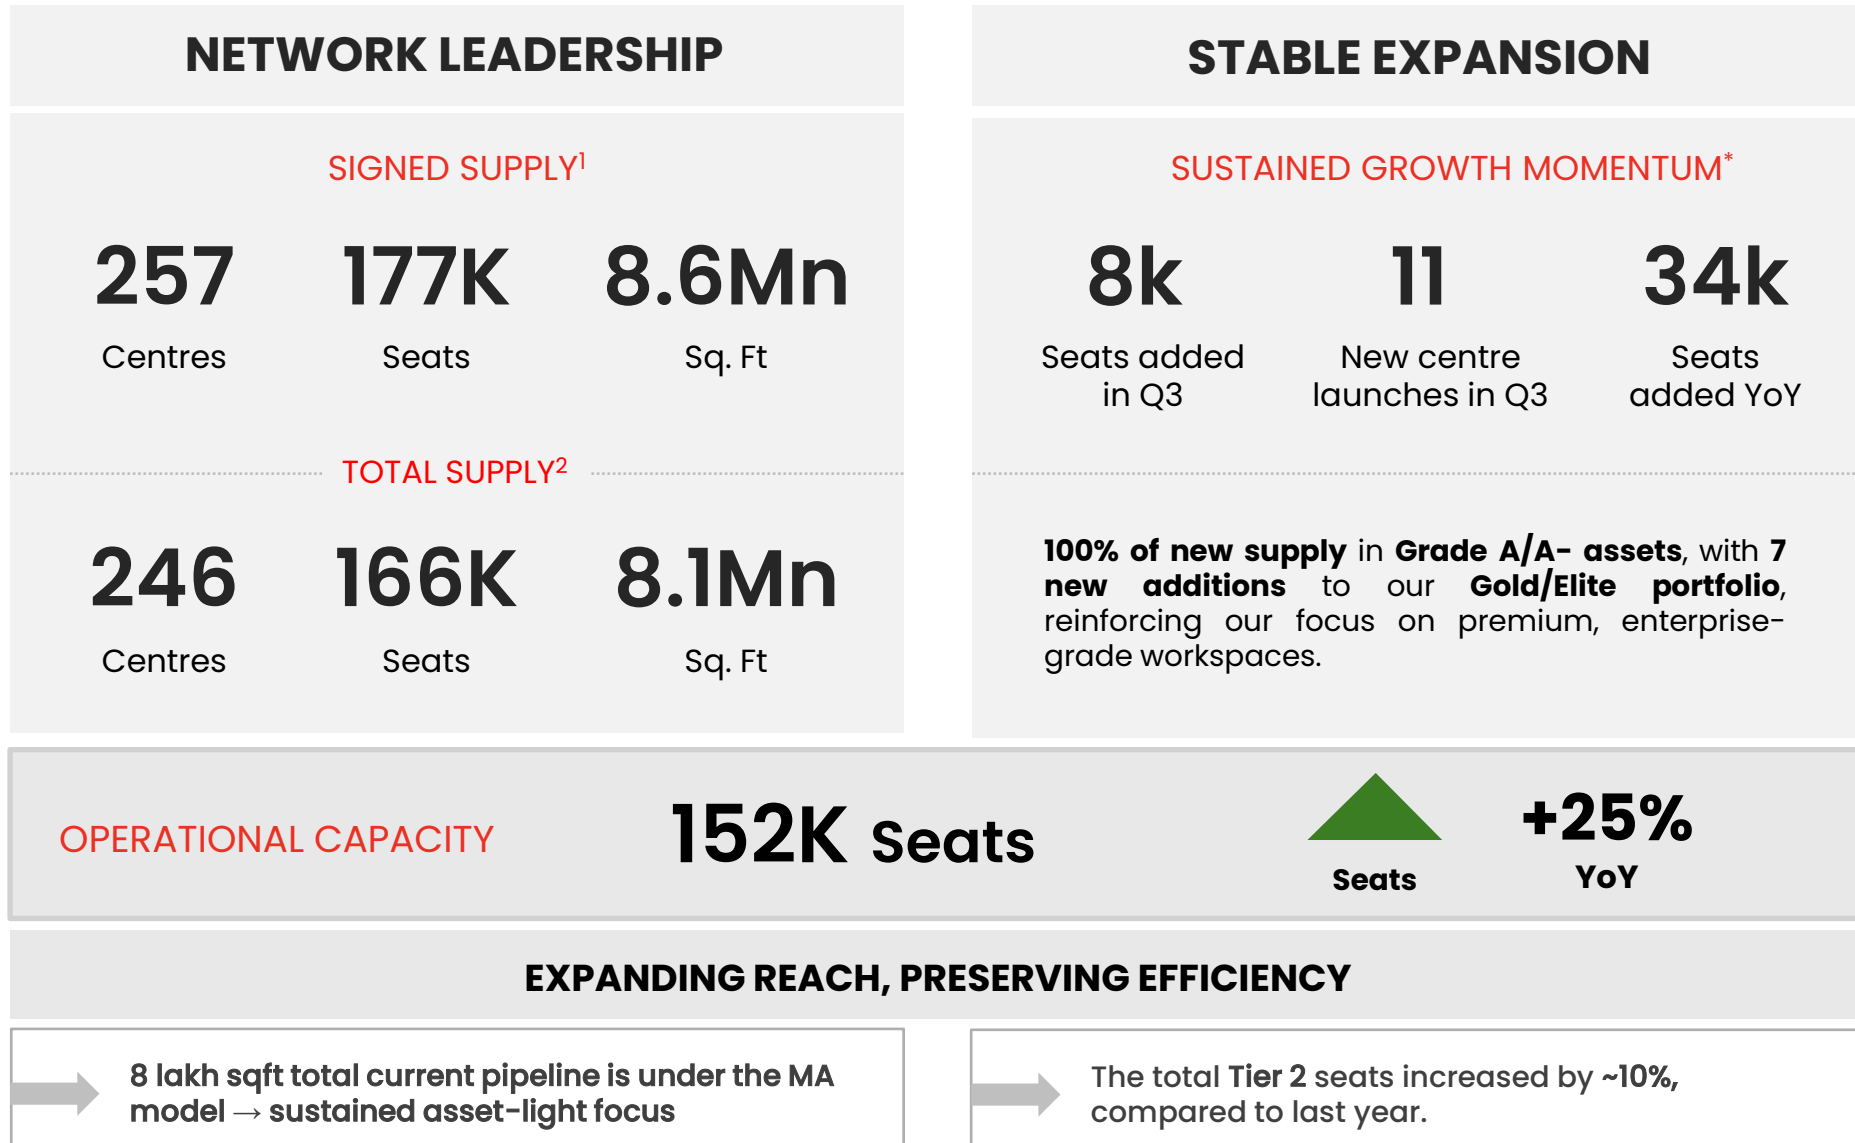 NETWORK LEADERSHIP
SIGNED SUPPLY¹
257 177K 8.6Mn
Centres Seats Sq. Ft
TOTAL SUPPLY²
246 166K 8.1Mn
Centres Seats Sq. Ft
STABLE EXPANSION
SUSTAINED GROWTH MOMENTUM*
8k 11 34k
Seats added New centre Seats
in Q3 launches in Q3 added YoY
100% of new supply in Grade A/A- assets, with 7
new additions to our Gold/Elite portfolio,
reinforcing our focus on premium, enterprise-
grade workspaces.
OPERATIONAL CAPACITY 152K Seats +25%
Seats YoY
EXPANDING REACH, PRESERVING EFFICIENCY
8 lakh sqft total current pipeline is under the MA
model → sustained asset-light focus
The total Tier 2 seats increased by ~10%,
compared to last year.